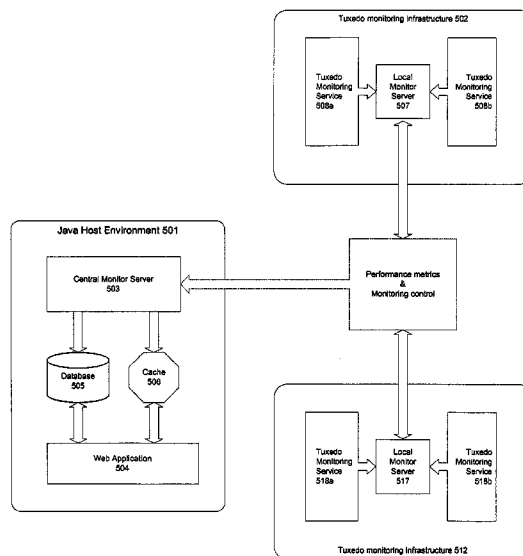 Tuxedo monitoring Infrastructure 502
Tuxedo
Monitoring
Service
508a
Local
Monitor
Server
507
Tuxedo
Monitoring
Service
508b
Java Host Environment 501
Central Monitor Server
503
Performance metrics
&
Monitoring control
Database
505
Cache
506
Web Application
504
Tuxedo
Monitoring
Service
518a
Local
Monitor
Server
517
Tuxedo
Monitoring
Service
518b
Tuxedo monitoring Infrastructure 512